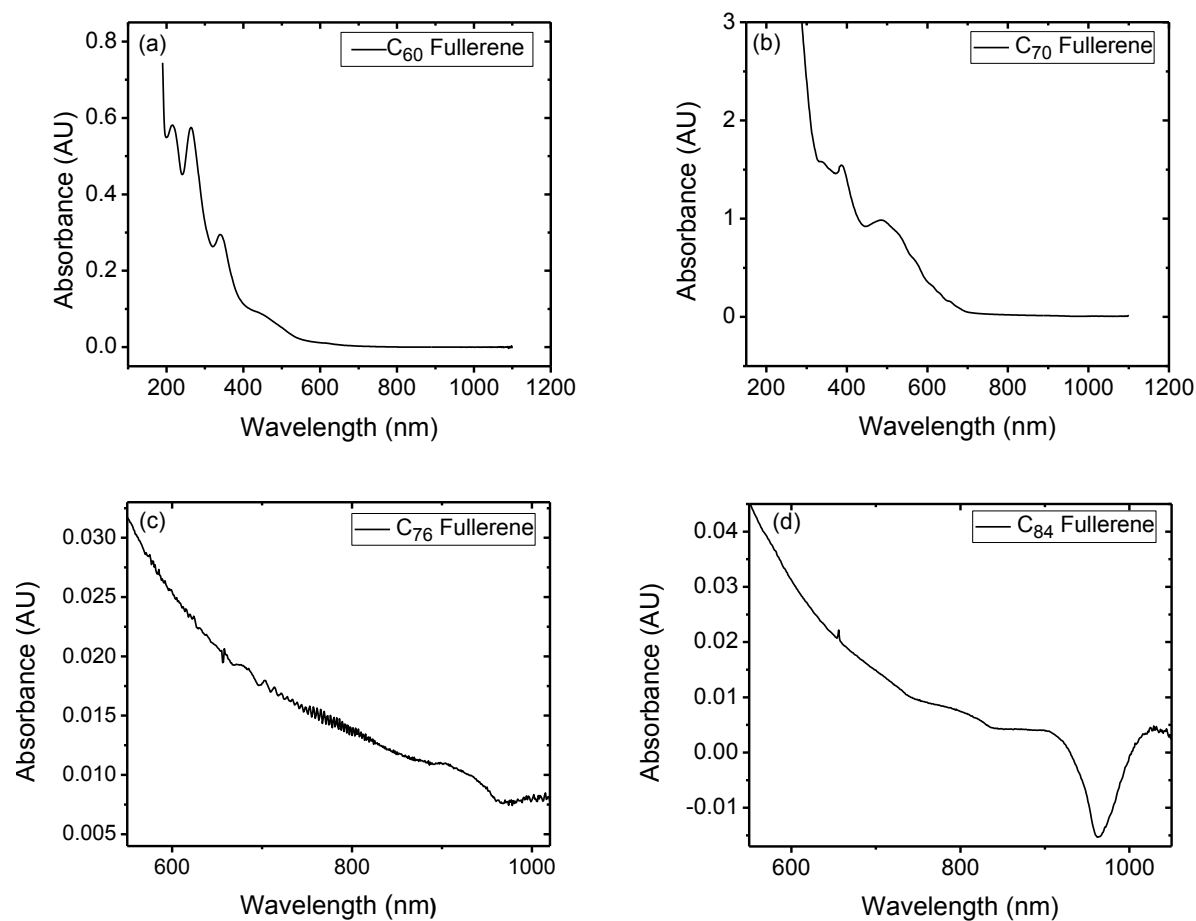 (a)
C60 Fullerene
0.8
0.6
0.4
0.2
0.0
Absorbance (AU)
200 400 600 800 1000 1200
Wavelength (nm)
(b)
C70 Fullerene
3
2
1
0
Absorbance (AU)
200 400 600 800 1000 1200
Wavelength (nm)
(c)
C76 Fullerene
0.030
0.025
0.020
0.015
0.010
0.005
Absorbance (AU)
600 800 1000
Wavelength (nm)
(d)
C84 Fullerene
0.04
0.03
0.02
0.01
0.00
-0.01
Absorbance (AU)
600 800 1000
Wavelength (nm)